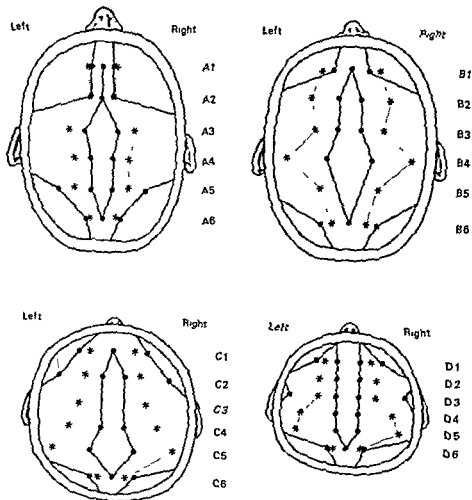 Left Right
A1
A2
A3
A4
A5
A6
Left Right
B1
B2
B3
B4
B5
B6
Left Right
C1
C2
C3
C4
C5
C6
Left Right
D1
D2
D3
D4
D5
D6